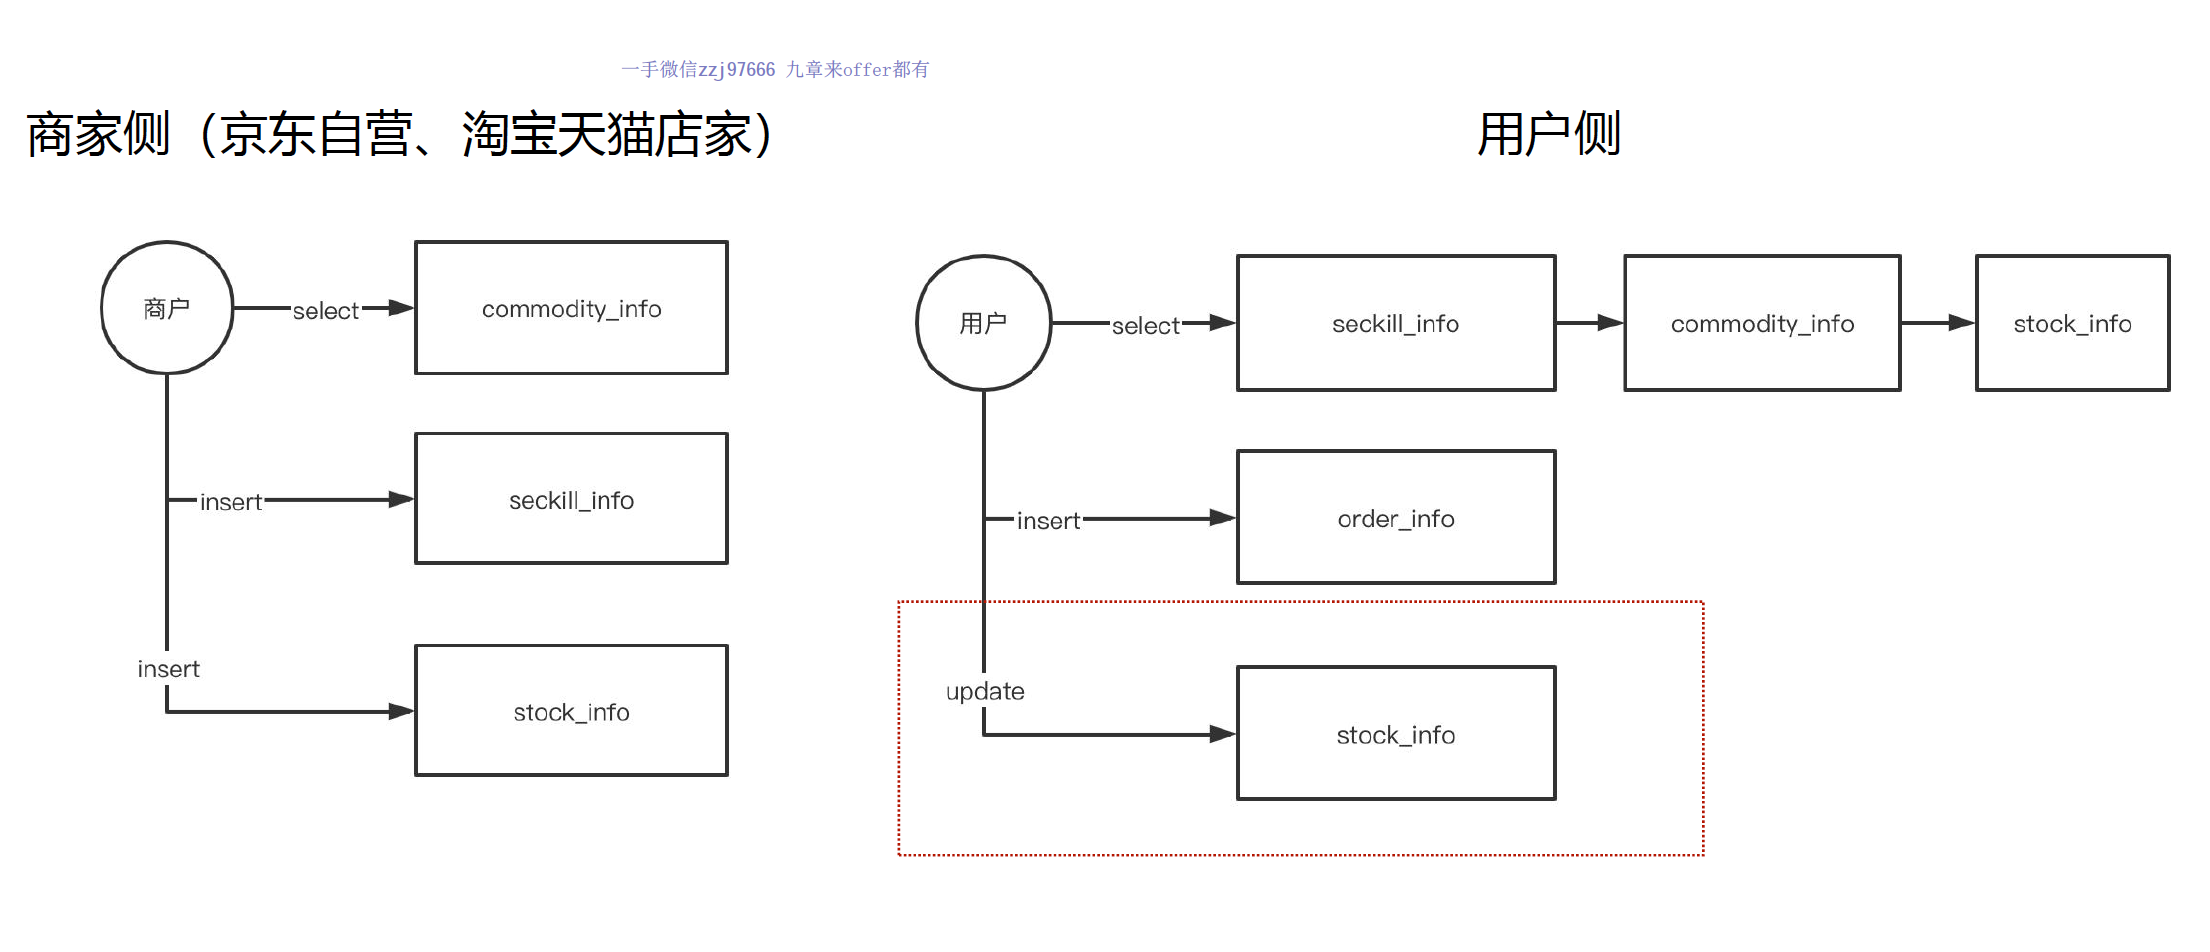 一手微信zzj97666 九章来offer都有
商家侧（京东自营、淘宝天猫店家）
商户
select
commodity_info
insert
seckill_info
insert
stock_info
用户侧
用户
select
seckill_info
commodity_info
stock_info
insert
order_info
update
stock_info